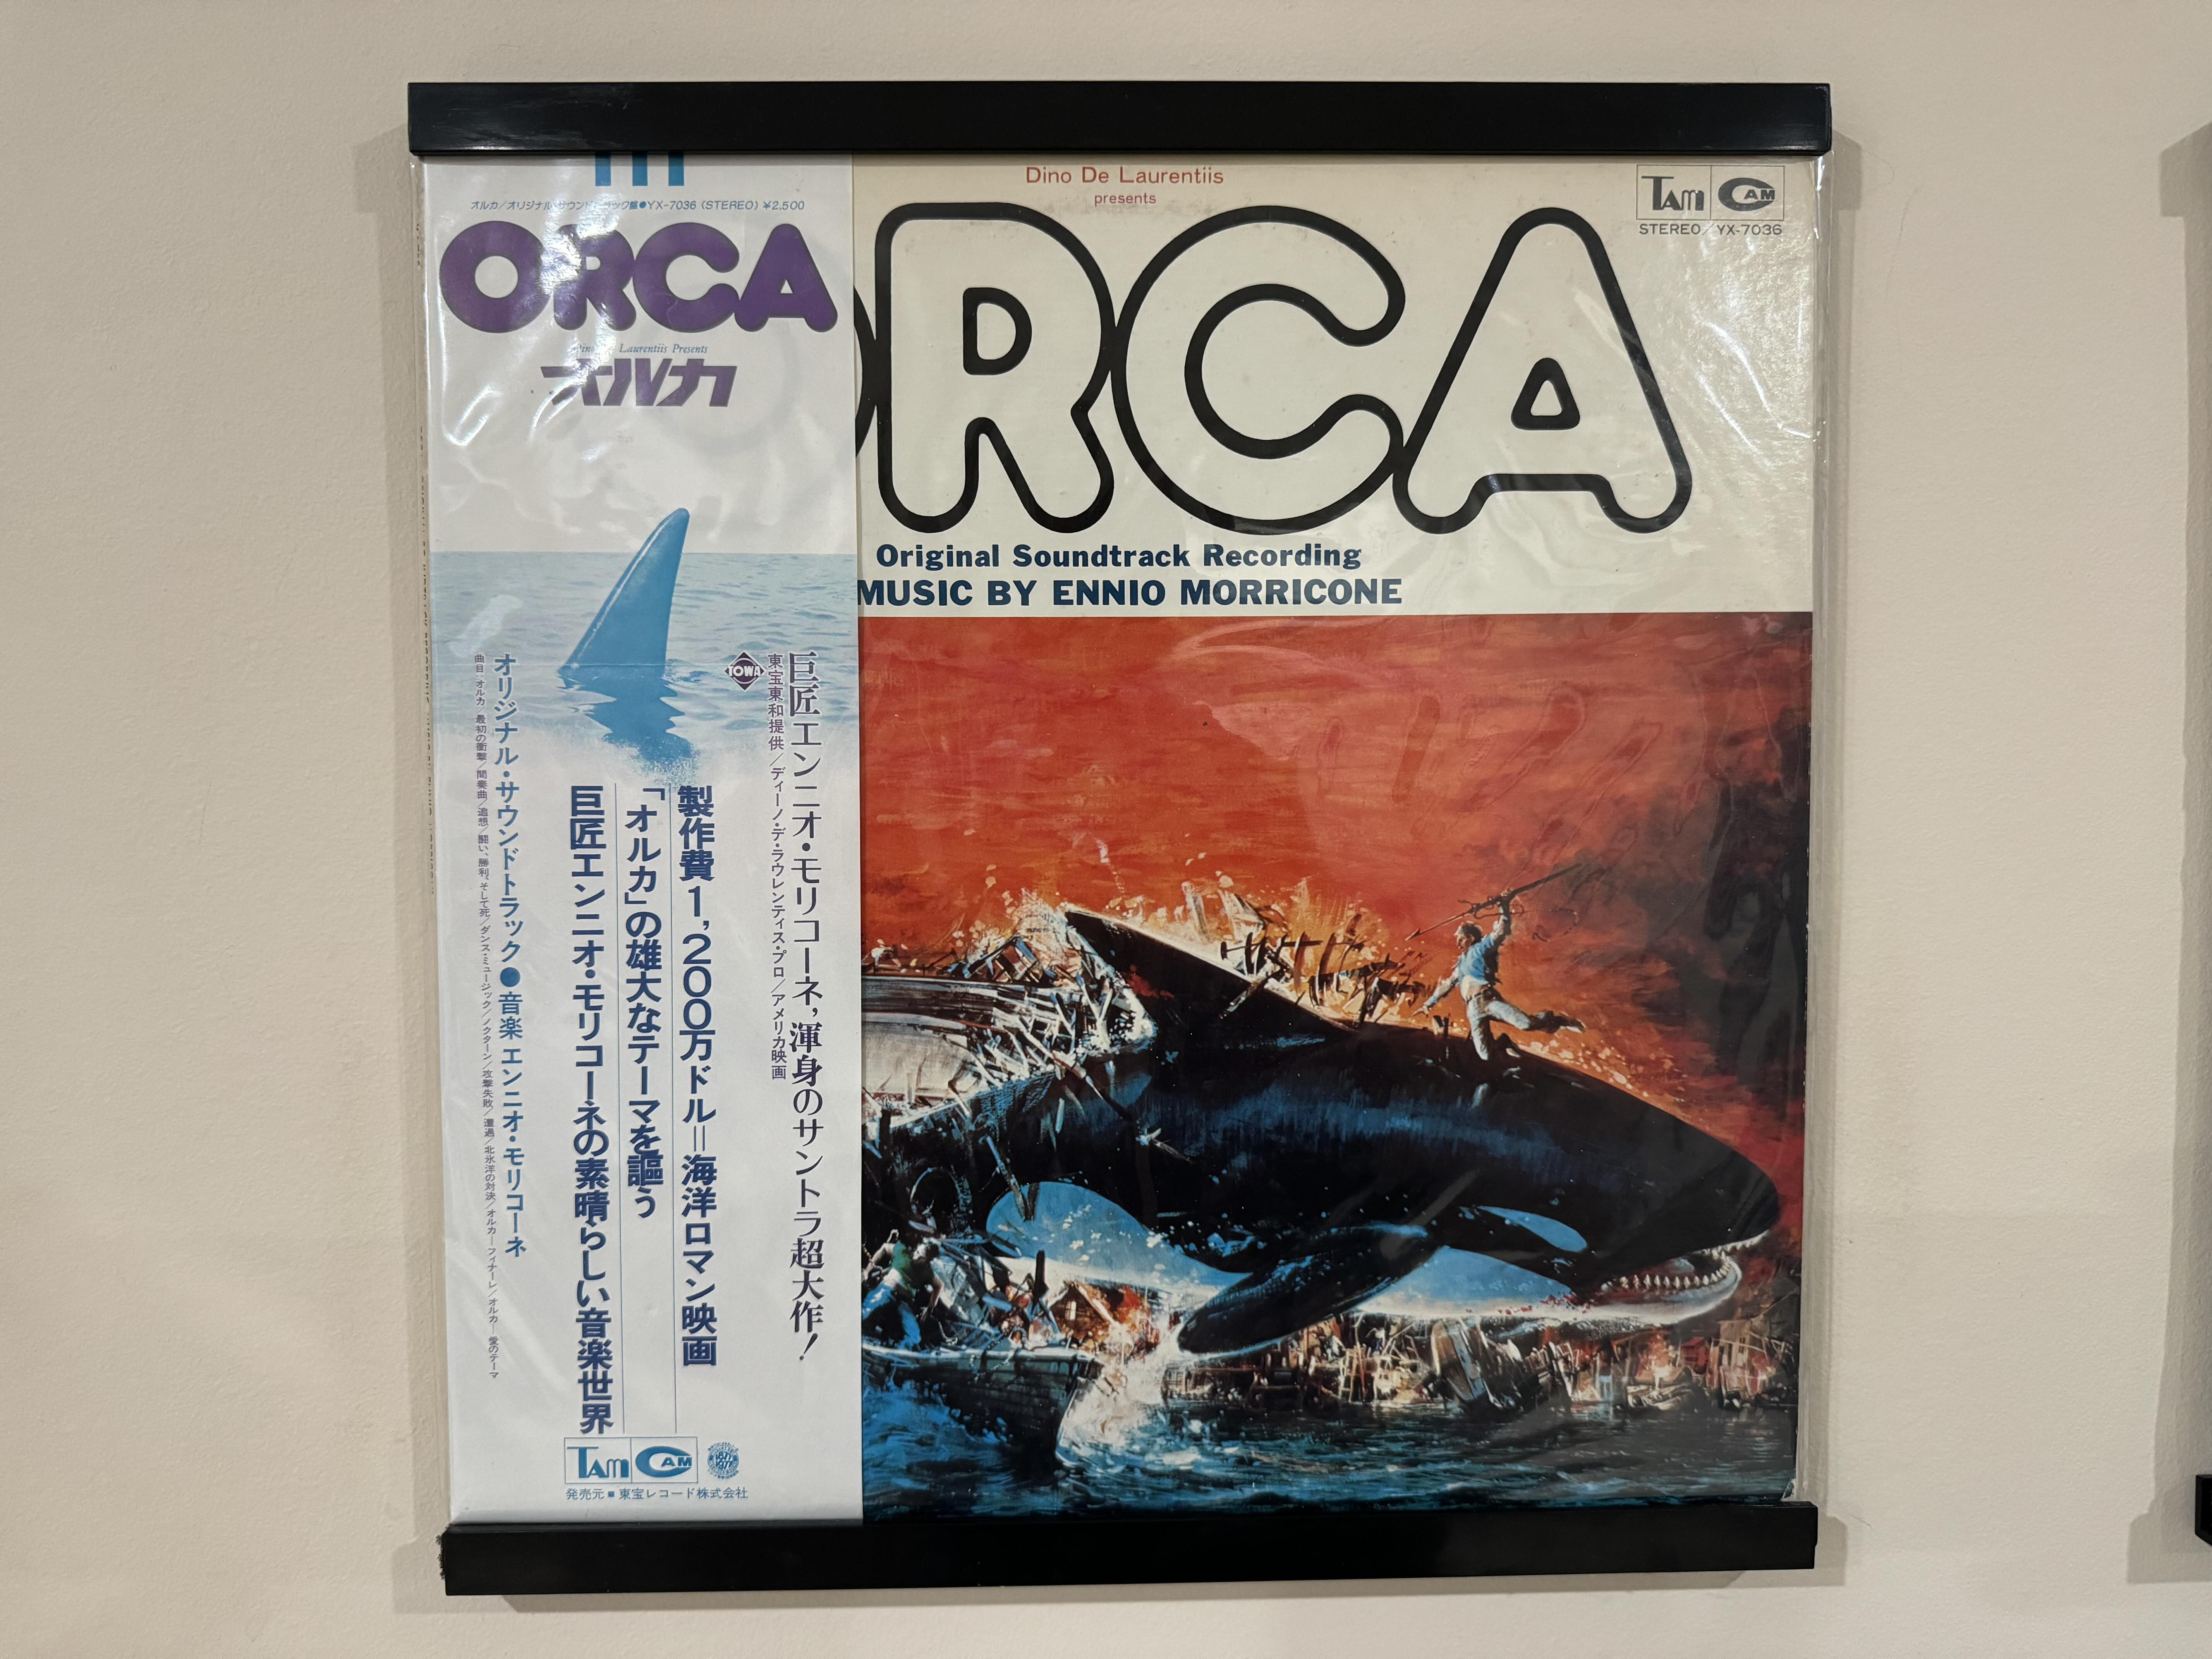 オルカ/オリジナル・サウンドトラック盤●YX-7036 (STEREO) ¥2,500
ORCA
Laurentiis Presents
オルカ
巨匠エンニオ・モリコーネ,渾身のサントラ超大作!
TOWA
東宝東和提供/ディーノ・デ・ラウレンティス・プロ/アメリカ映画
製作費1,200万ドル=海洋ロマン映画
「オルカ」の雄大なテーマを謳う
巨匠エンニオ・モリコーネの素晴らしい音楽世界
オリジナル・サウンドトラック●音楽 エンニオ・モリコーネ
曲目:オルカ/最初の衝撃/間奏曲/追想/闘い、勝利、そして死/ダンス・ミュージック/ノクターン/攻撃失敗/遭遇/北氷洋の対決/オルカ―フィナーレ/オルカ―愛のテーマ
TAM CAM
1877 1977
発売元■東宝レコード株式会社
Dino De Laurentiis
presents
TAM CAM
STEREO/YX-7036
ORCA
Original Soundtrack Recording
MUSIC BY ENNIO MORRICONE